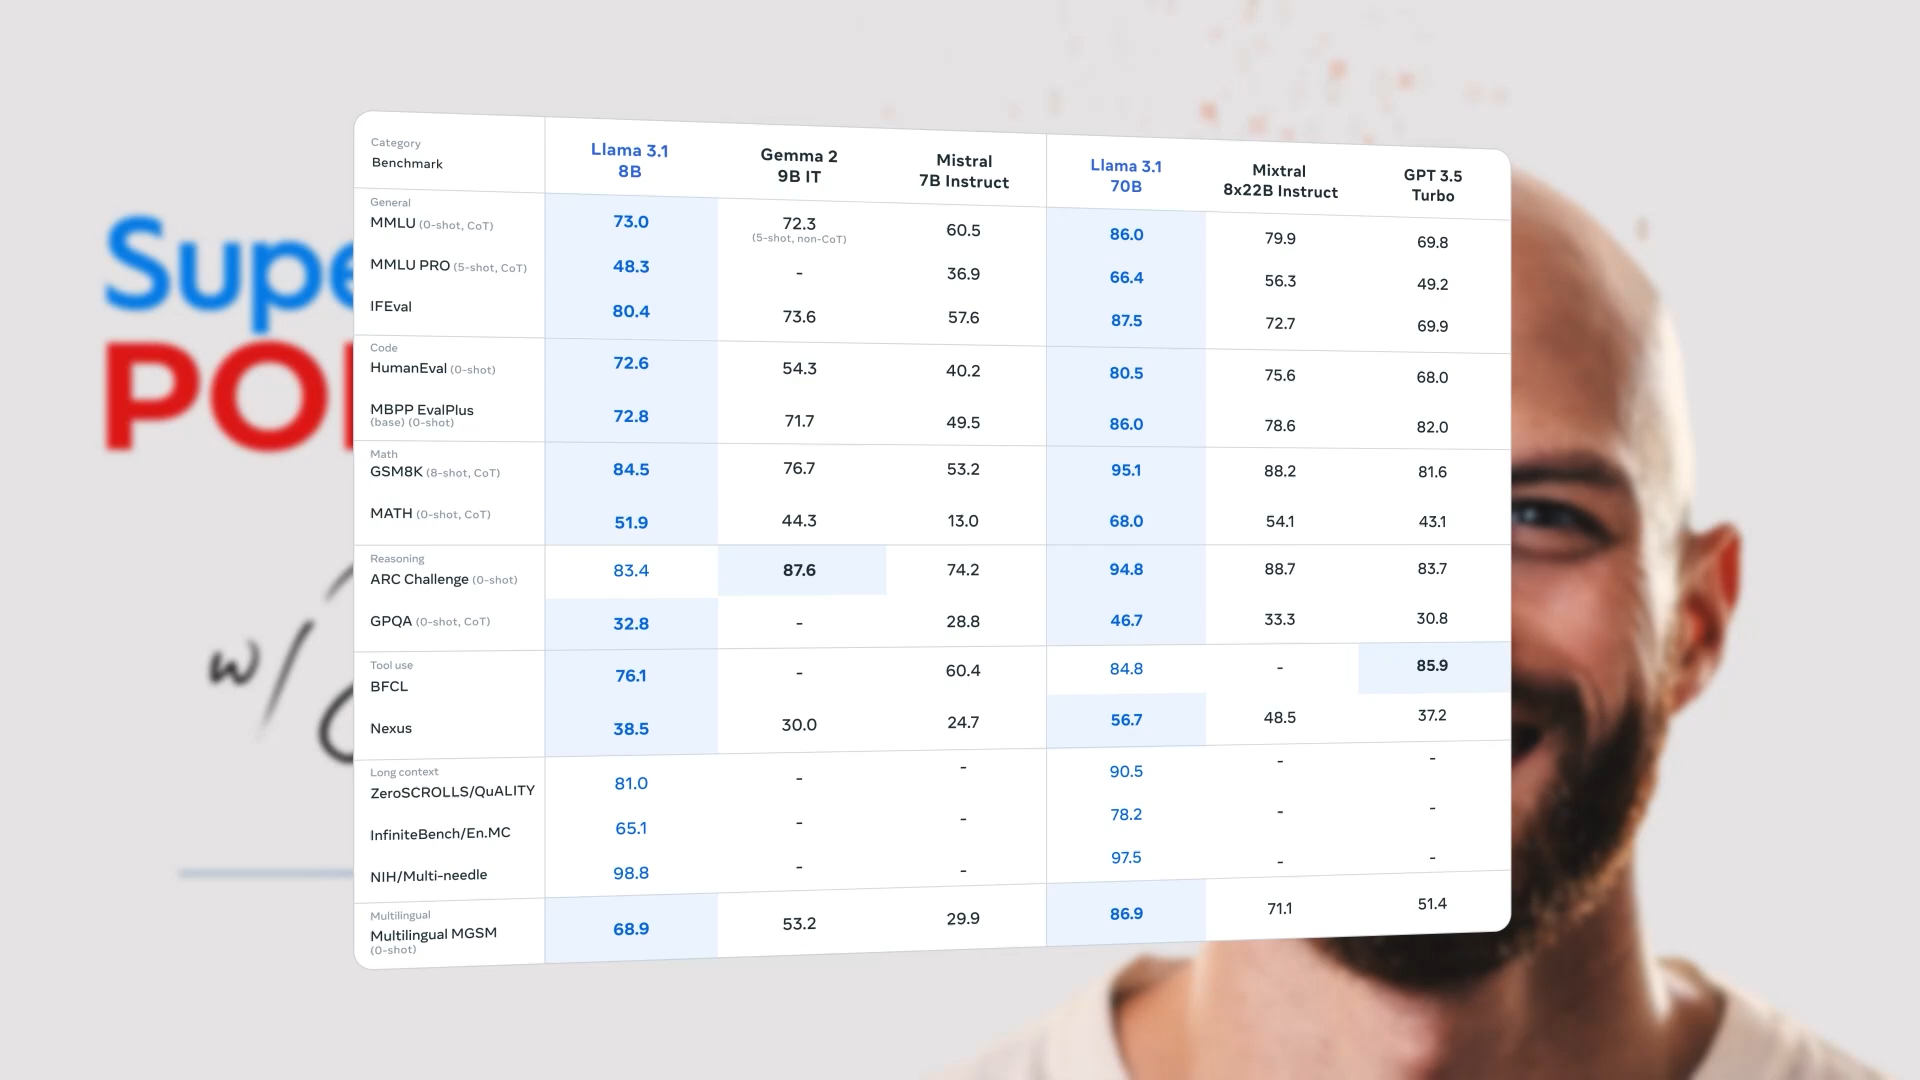 Supe
PO
w/
Category
Benchmark
Llama 3.1
8B
Gemma 2
9B IT
Mistral
7B Instruct
Llama 3.1
70B
Mixtral
8x22B Instruct
GPT 3.5
Turbo
General
MMLU (0-shot, CoT) 73.0 72.3 60.5 86.0 79.9 69.8
(5-shot, non-CoT)
MMLU PRO (5-shot, CoT) 48.3 - 36.9 66.4 56.3 49.2
IFEval 80.4 73.6 57.6 87.5 72.7 69.9
Code
HumanEval (0-shot) 72.6 54.3 40.2 80.5 75.6 68.0
MBPP EvalPlus 72.8 71.7 49.5 86.0 78.6 82.0
(base) (0-shot)
Math
GSM8K (8-shot, CoT) 84.5 76.7 53.2 95.1 88.2 81.6
MATH (0-shot, CoT) 51.9 44.3 13.0 68.0 54.1 43.1
Reasoning
ARC Challenge (0-shot) 83.4 87.6 74.2 94.8 88.7 83.7
GPQA (0-shot, CoT) 32.8 - 28.8 46.7 33.3 30.8
Tool use
BFCL 76.1 - 60.4 84.8 - 85.9
Nexus 38.5 30.0 24.7 56.7 48.5 37.2
Long context
ZeroSCROLLS/QuALITY 81.0 - - 90.5 - -
InfiniteBench/En.MC 65.1 - - 78.2 - -
NIH/Multi-needle 98.8 - - 97.5 - -
Multilingual
Multilingual MGSM 68.9 53.2 29.9 86.9 71.1 51.4
(0-shot)